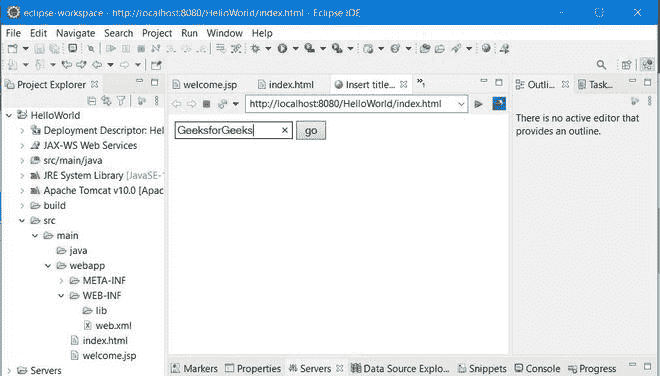 eclipse-workspace - http://localhost:8080/HelloWorld/index.html - Eclipse IDE
File Edit Navigate Search Project Run Window Help
Project Explorer
welcome.jsp index.html Insert title... »1
Outli... Task...
http://localhost:8080/HelloWorld/index.html
GeeksforGeeks go
There is no active editor that
provides an outline.
HelloWorld
Deployment Descriptor: Hel
JAX-WS Web Services
src/main/java
JRE System Library [JavaSE-1
Apache Tomcat v10.0 [Apac
build
src
main
java
webapp
META-INF
WEB-INF
lib
web.xml
index.html
welcome.jsp
Servers
Markers Properties Servers Data Source Explo... Snippets Console Progress